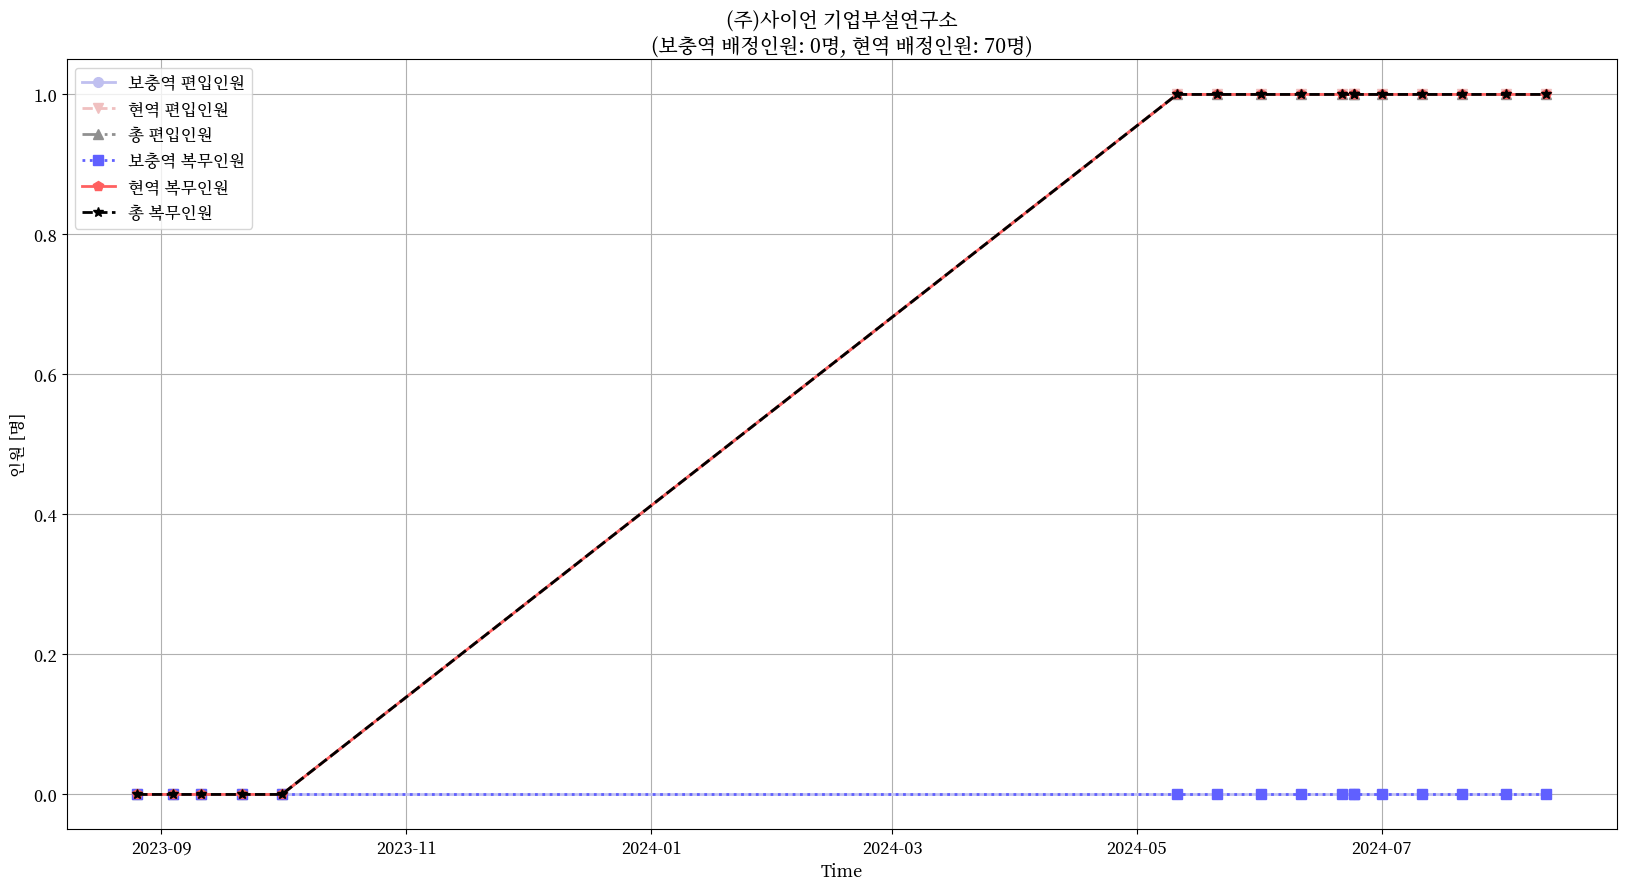 (주)사이언 기업부설연구소
(보충역 배정인원: 0명, 현역 배정인원: 70명)
보충역 편입인원
현역 편입인원
총 편입인원
보충역 복무인원
현역 복무인원
총 복무인원
1.0
0.8
0.6
0.4
0.2
0.0
인원 [명]
2023-09
2023-11
2024-01
2024-03
2024-05
2024-07
Time